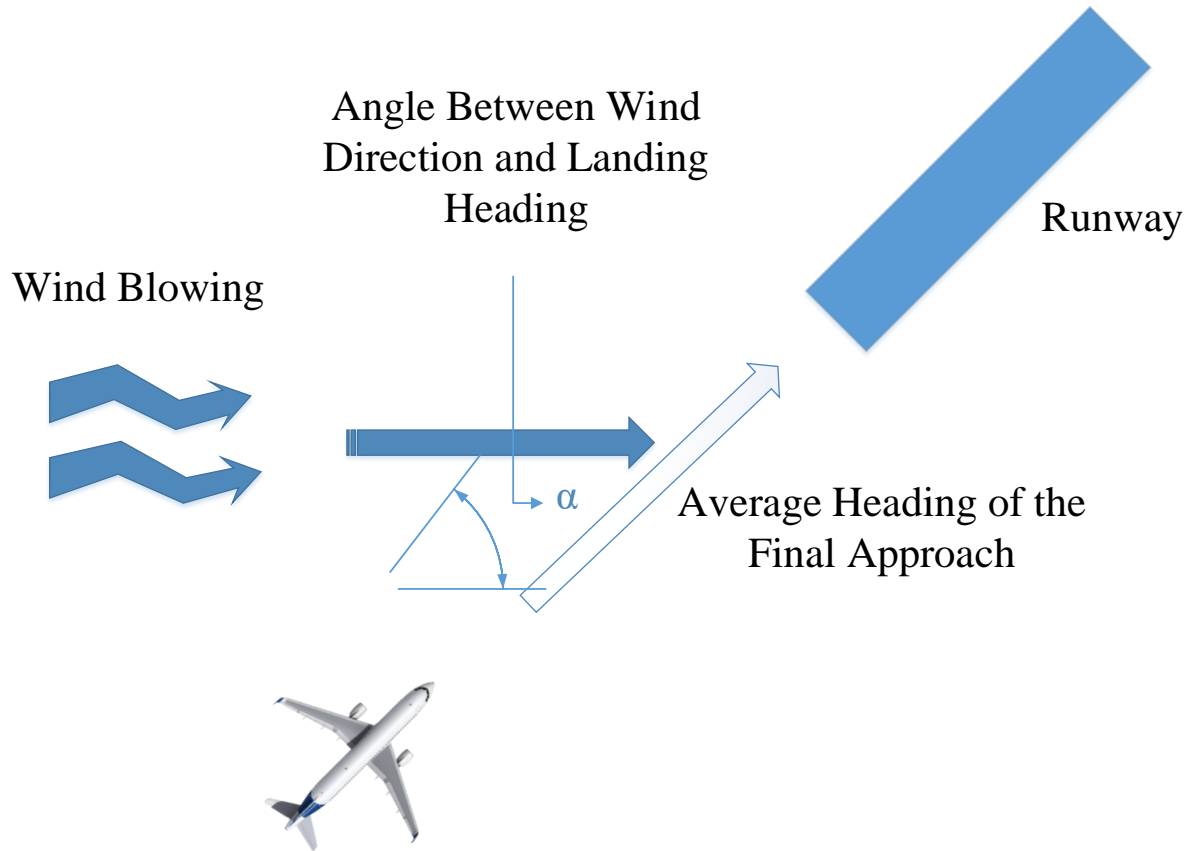 Angle Between Wind
Direction and Landing
Heading
Runway
Wind Blowing
α
Average Heading of the
Final Approach